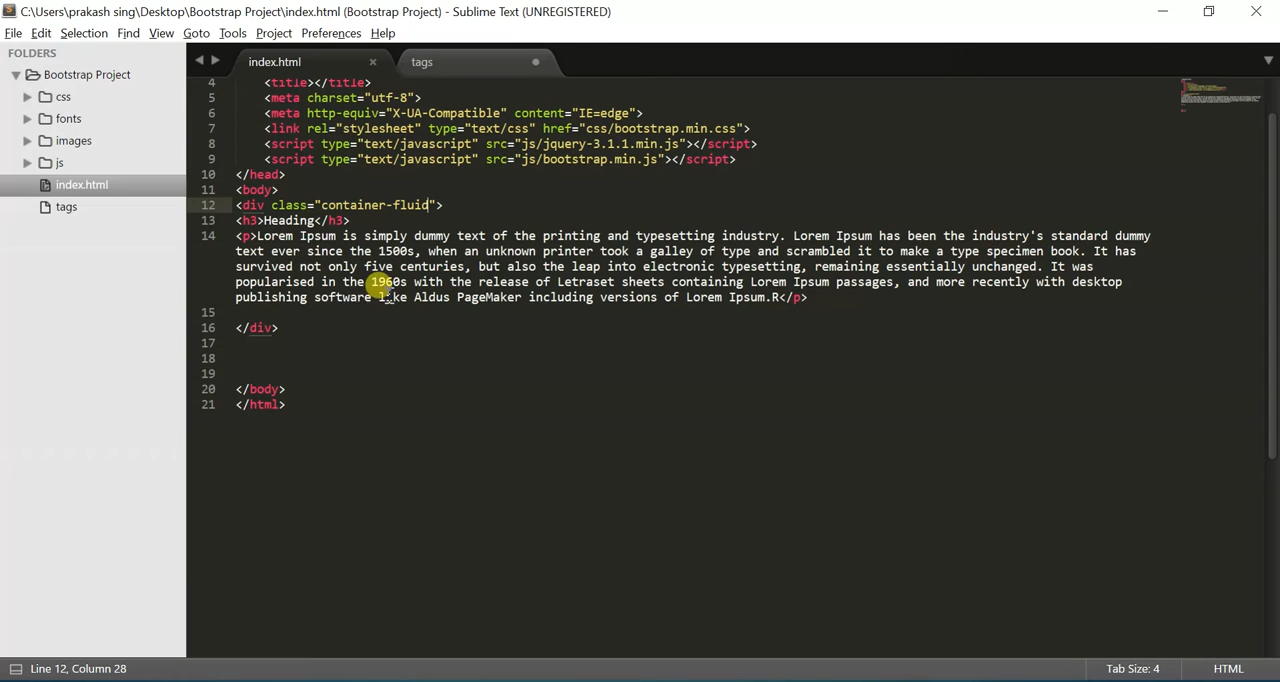 C:\Users\prakash sing\Desktop\Bootstrap Project\index.html (Bootstrap Project) - Sublime Text (UNREGISTERED)
File Edit Selection Find View Goto Tools Project Preferences Help
FOLDERS
Bootstrap Project
css
fonts
images
js
index.html
tags
index.html × tags
4 <title></title>
5 <meta charset="utf-8">
6 <meta http-equiv="X-UA-Compatible" content="IE=edge">
7 <link rel="stylesheet" type="text/css" href="css/bootstrap.min.css">
8 <script type="text/javascript" src="js/jquery-3.1.1.min.js"></script>
9 <script type="text/javascript" src="js/bootstrap.min.js"></script>
10 </head>
11 <body>
12 <div class="container-fluid">
13 <h3>Heading</h3>
14 <p>Lorem Ipsum is simply dummy text of the printing and typesetting industry. Lorem Ipsum has been the industry's standard dummy
text ever since the 1500s, when an unknown printer took a galley of type and scrambled it to make a type specimen book. It has
survived not only five centuries, but also the leap into electronic typesetting, remaining essentially unchanged. It was
popularised in the 1960s with the release of Letraset sheets containing Lorem Ipsum passages, and more recently with desktop
publishing software like Aldus PageMaker including versions of Lorem Ipsum.R</p>
15
16 </div>
17
18
19
20 </body>
21 </html>
Line 12, Column 28
Tab Size: 4
HTML